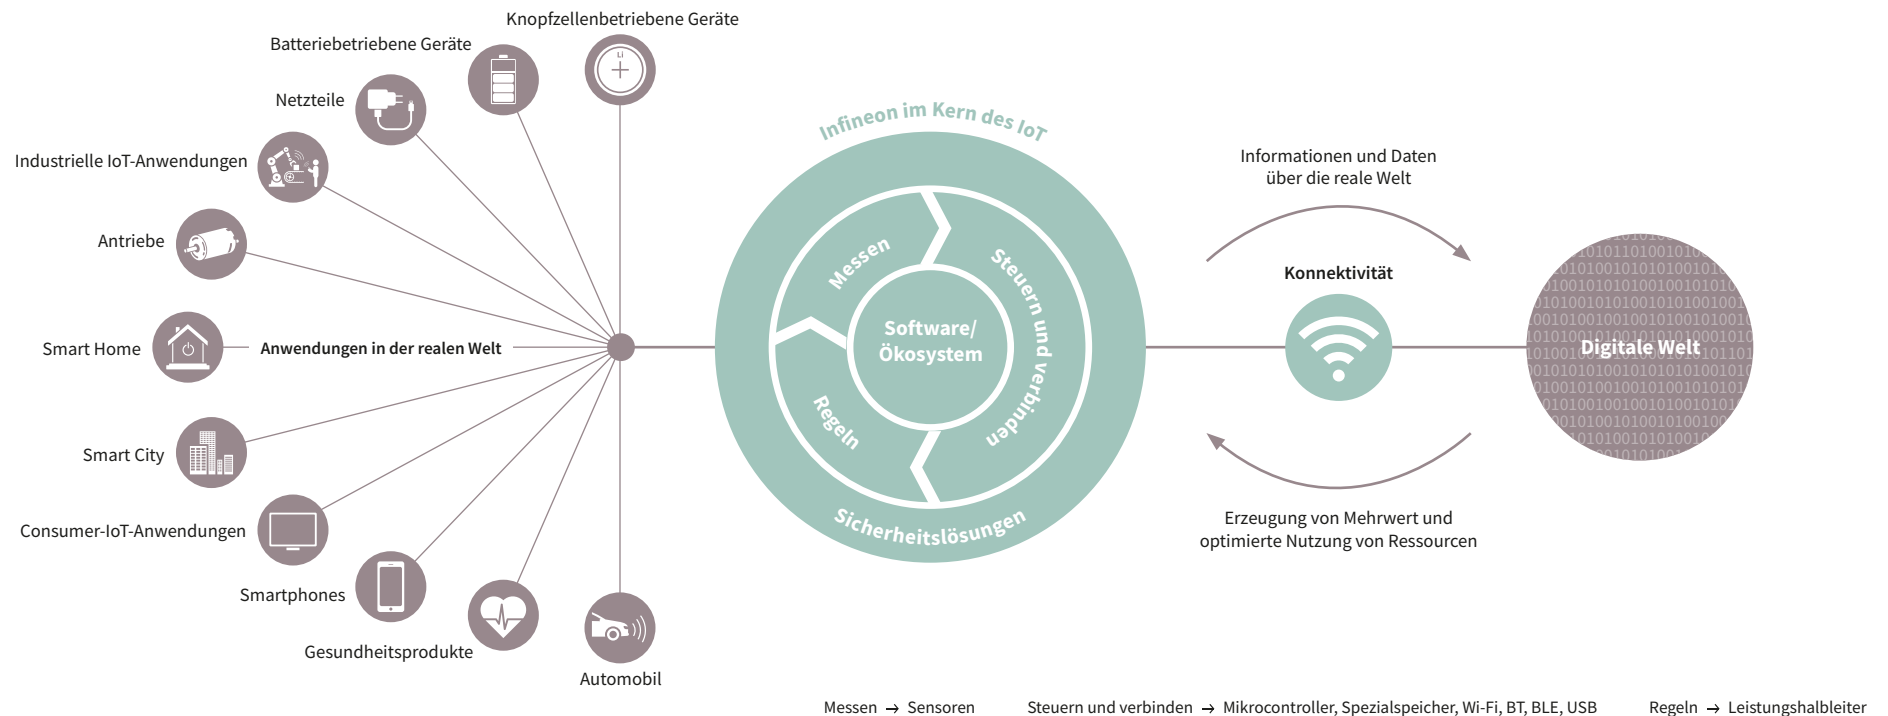 Knopfzellenbetriebene Geräte
Batteriebetriebene Geräte
Li
Netzteile
Industrielle IoT-Anwendungen
Antriebe
Smart Home
Anwendungen in der realen Welt
Smart City
Consumer-IoT-Anwendungen
Smartphones
Gesundheitsprodukte
Automobil
Infineon im Kern des IoT
Messen
Steuern und verbinden
Regeln
Software/
Ökosystem
Sicherheitslösungen
Informationen und Daten
über die reale Welt
Konnektivität
Erzeugung von Mehrwert und
optimierte Nutzung von Ressourcen
Digitale Welt
Messen → Sensoren
Steuern und verbinden → Mikrocontroller, Spezialspeicher, Wi-Fi, BT, BLE, USB
Regeln → Leistungshalbleiter